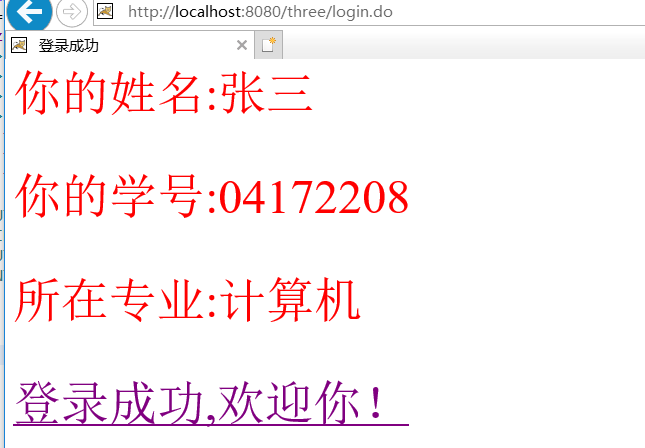 http://localhost:8080/three/login.do
登录成功
你的姓名:张三
你的学号:04172208
所在专业:计算机
登录成功,欢迎你！